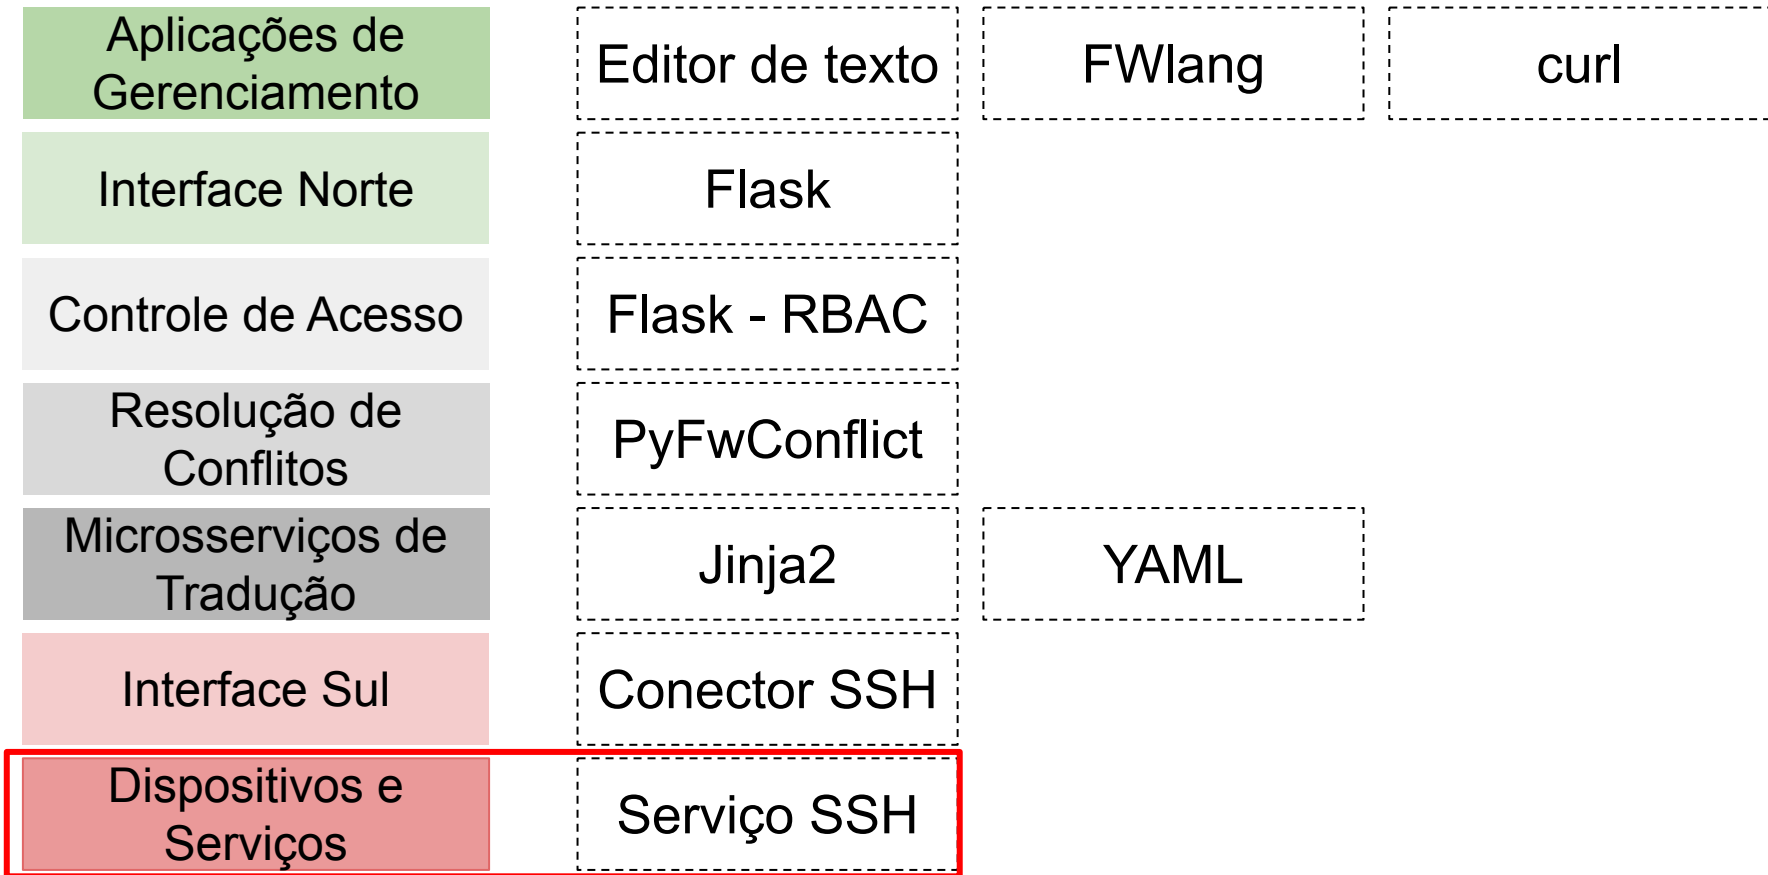 Aplicações de
Gerenciamento
Editor de texto
FWlang
curl
Interface Norte
Flask
Controle de Acesso
Flask - RBAC
Resolução de
Conflitos
PyFwConflict
Microsserviços de
Tradução
Jinja2
YAML
Interface Sul
Conector SSH
Dispositivos e
Serviços
Serviço SSH